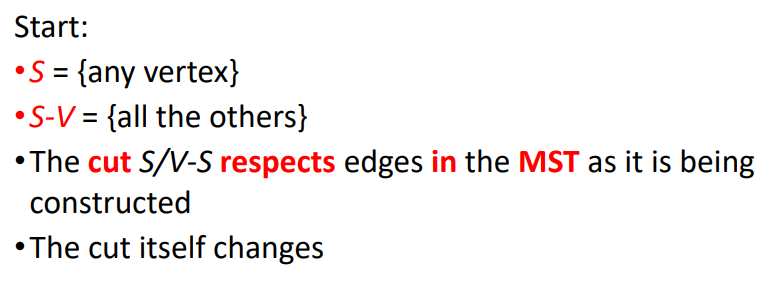 Start:
•S = {any vertex}
•S-V = {all the others}
•The cut S/V-S respects edges in the MST as it is being
constructed
•The cut itself changes